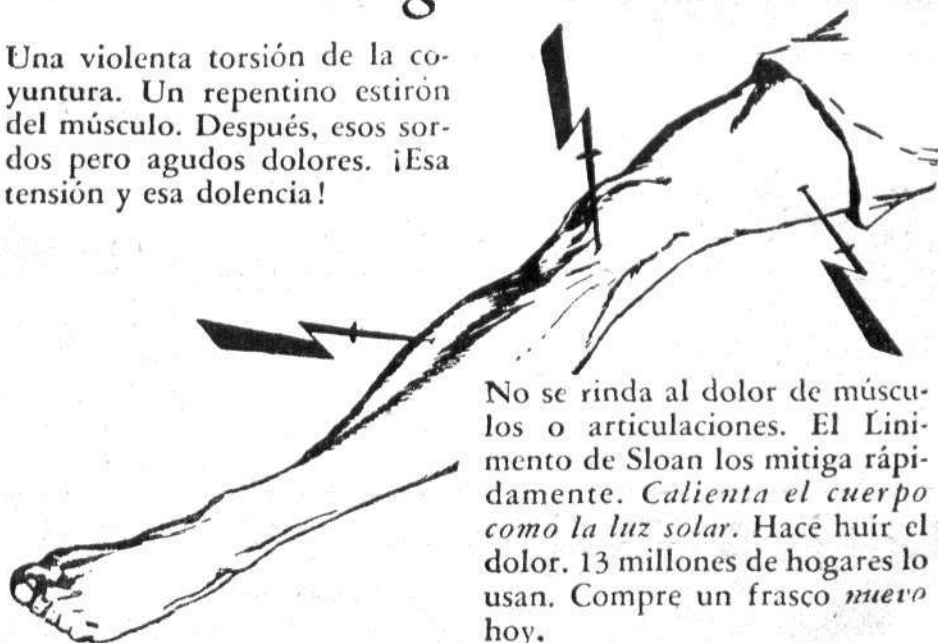 Una violenta torsión de la co-
yuntura. Un repentino estirón
del músculo. Después, esos sor-
dos pero agudos dolores. ¡Esa
tensión y esa dolencia!
No se rinda al dolor de múscu-
los o articulaciones. El Lini-
mento de Sloan los mitiga rápi-
damente. Calienta el cuerpo
como la luz solar. Hace huír el
dolor. 13 millones de hogares lo
usan. Compre un frasco nuevo
hoy.